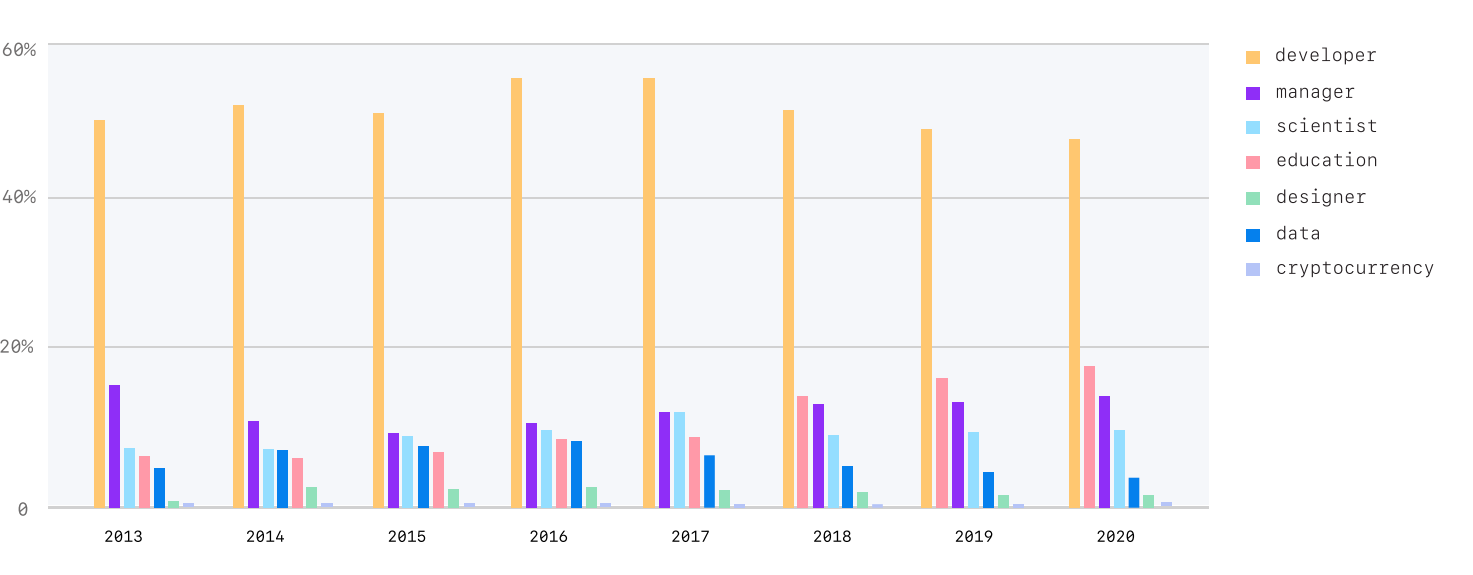 60%
40%
20%
0
2013
2014
2015
2016
2017
2018
2019
2020
developer
manager
scientist
education
designer
data
cryptocurrency